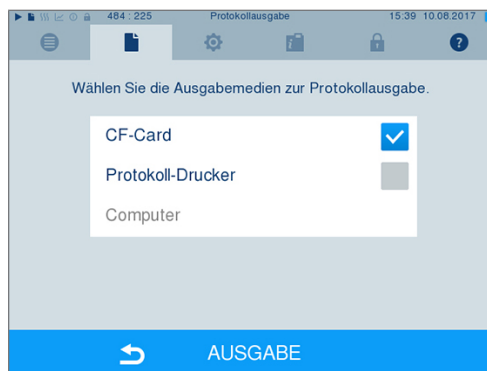 484 : 225 Protokollausgabe 15:39 10.08.2017
Wählen Sie die Ausgabemedien zur Protokollausgabe.
CF-Card
Protokoll-Drucker
Computer
AUSGABE